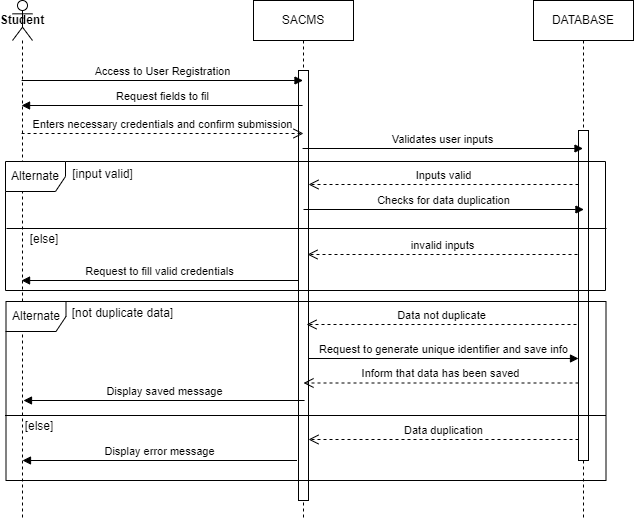 Student
SACMS
DATABASE
Access to User Registration
Request fields to fil
Enters necessary credentials and confirm submission
Validates user inputs
Alternate
[input valid]
Inputs valid
Checks for data duplication
[else]
invalid inputs
Request to fill valid credentials
Alternate
[not duplicate data]
Data not duplicate
Request to generate unique identifier and save info
Inform that data has been saved
Display saved message
[else]
Data duplication
Display error message